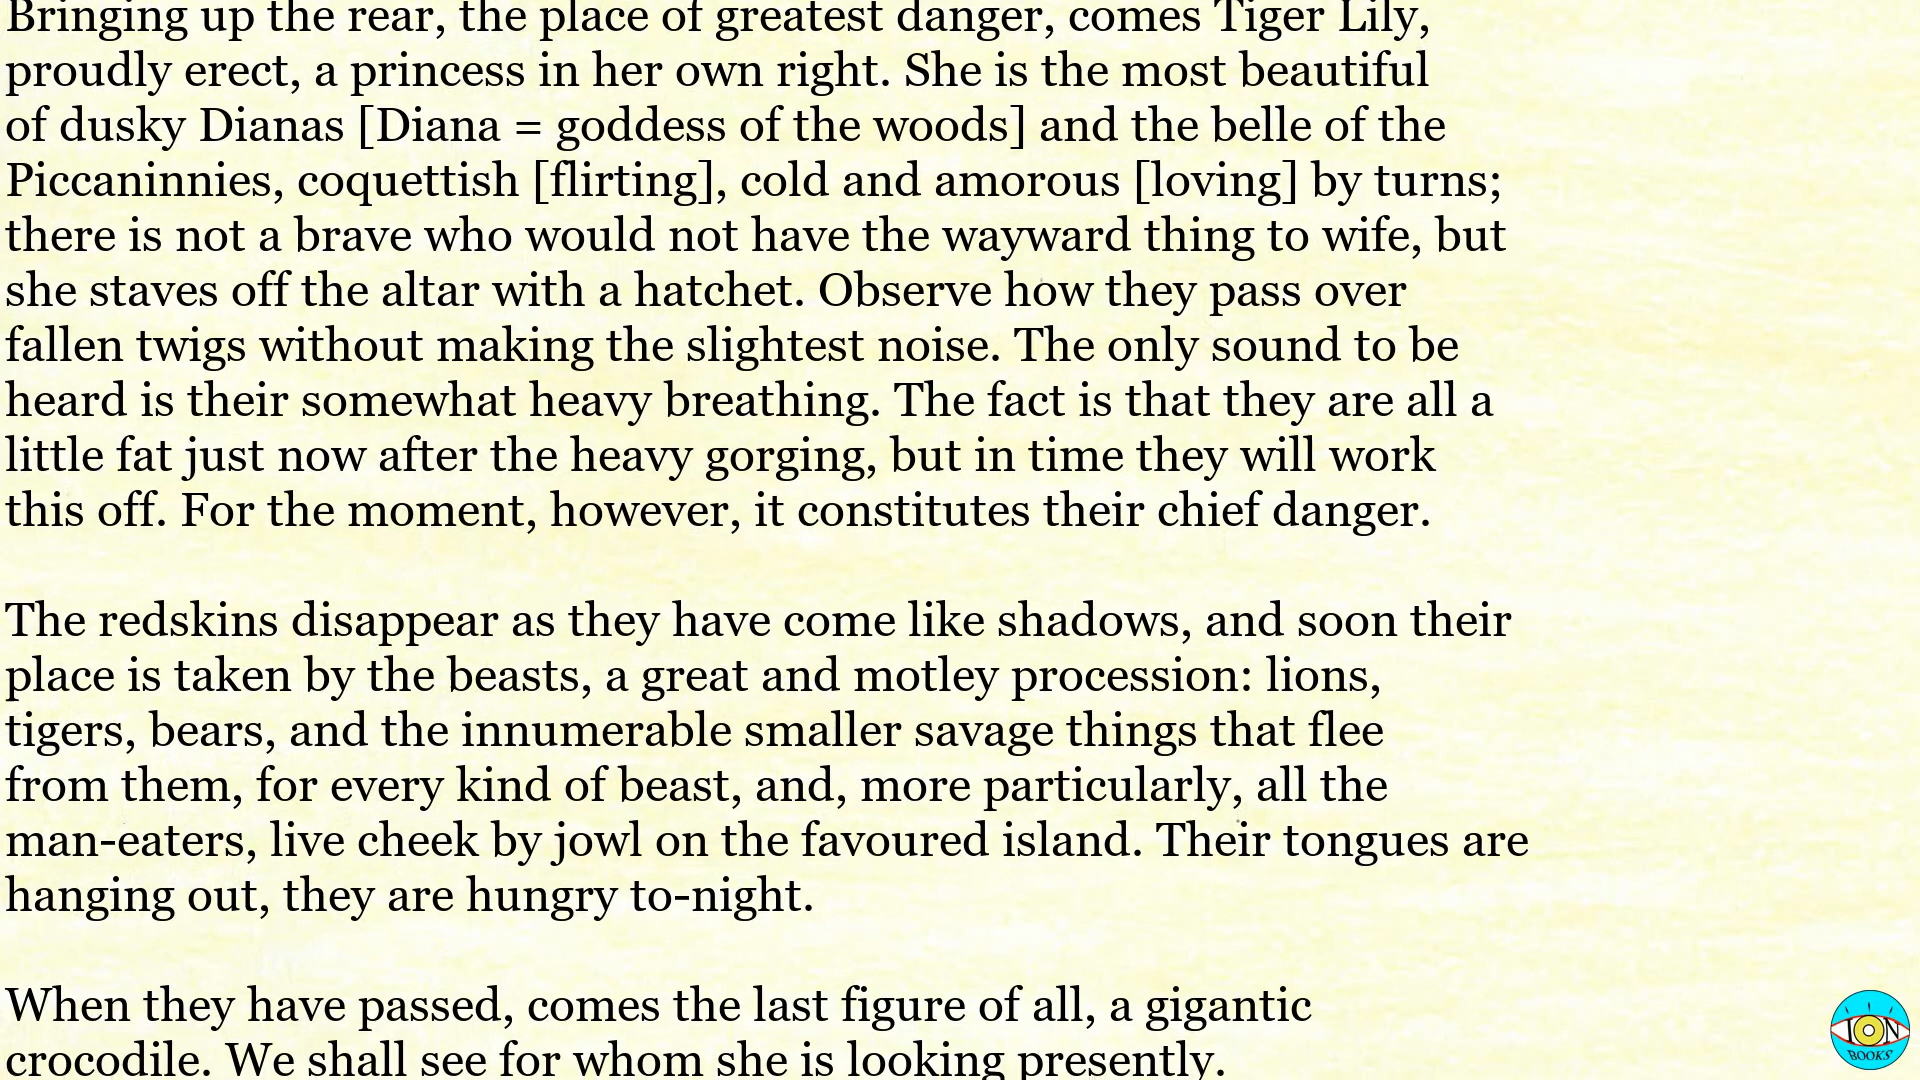 Bringing up the rear, the place of greatest danger, comes Tiger Lily,
proudly erect, a princess in her own right. She is the most beautiful
of dusky Dianas [Diana = goddess of the woods] and the belle of the
Piccaninnies, coquettish [flirting], cold and amorous [loving] by turns;
there is not a brave who would not have the wayward thing to wife, but
she staves off the altar with a hatchet. Observe how they pass over
fallen twigs without making the slightest noise. The only sound to be
heard is their somewhat heavy breathing. The fact is that they are all a
little fat just now after the heavy gorging, but in time they will work
this off. For the moment, however, it constitutes their chief danger.
The redskins disappear as they have come like shadows, and soon their
place is taken by the beasts, a great and motley procession: lions,
tigers, bears, and the innumerable smaller savage things that flee
from them, for every kind of beast, and, more particularly, all the
man-eaters, live cheek by jowl on the favoured island. Their tongues are
hanging out, they are hungry to-night.
When they have passed, comes the last figure of all, a gigantic
crocodile. We shall see for whom she is looking presently.
ION
BOOKS